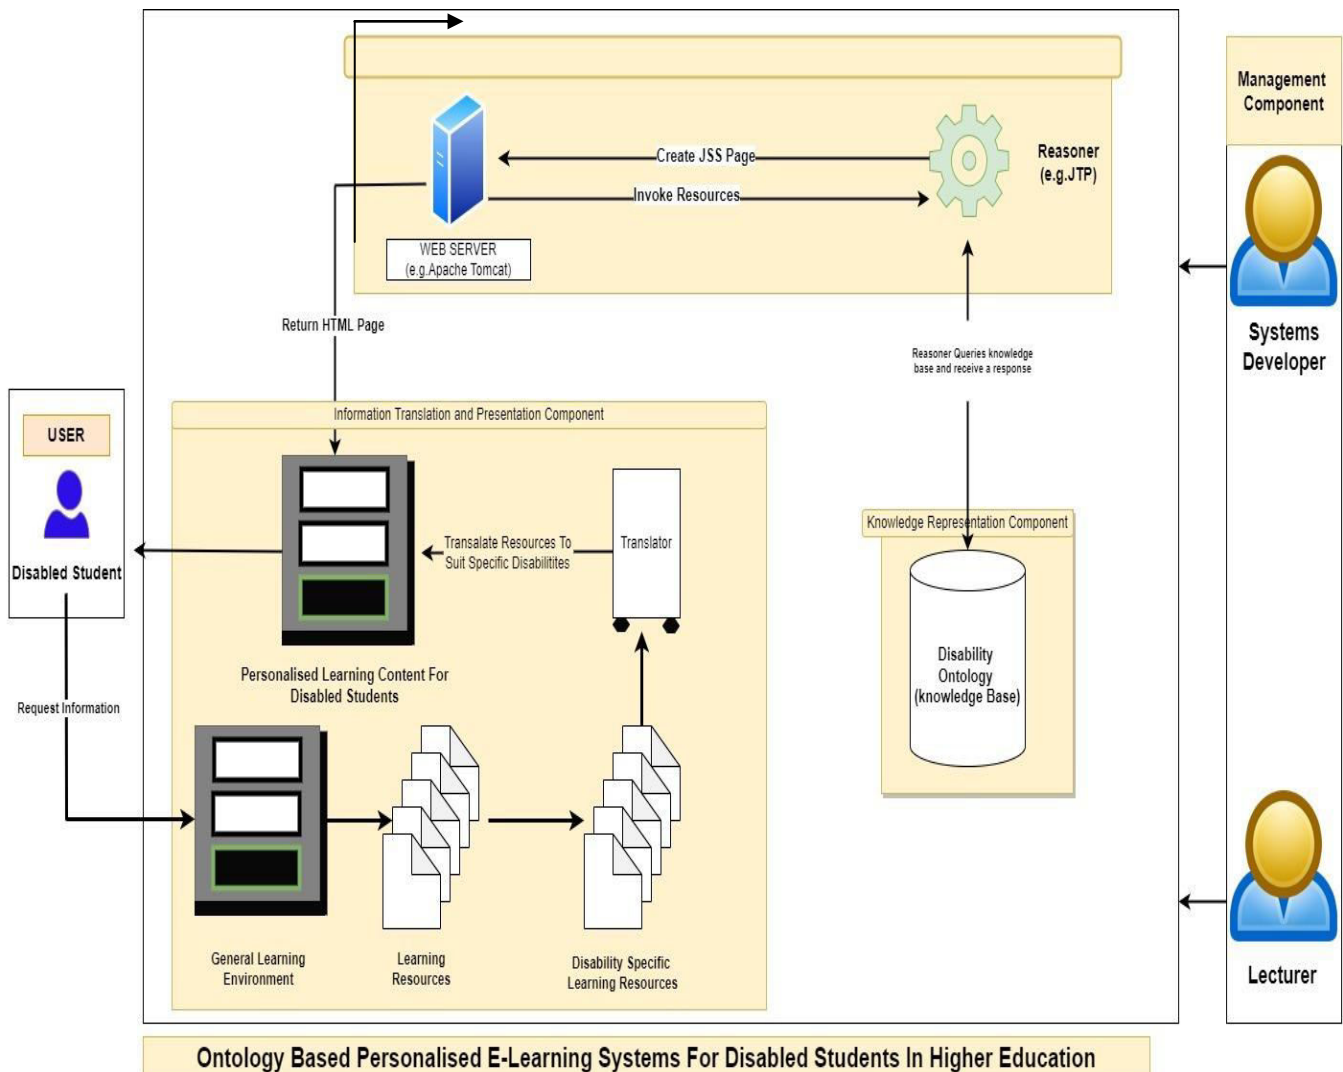 Management
Component
Create JSS Page
Reasoner
(e.g.JTP)
Invoke Resources
WEB SERVER
(e.g.Apache Tomcat)
Return HTML Page
Systems
Developer
Reasoner Queries knowledge
base and receive a response
Information Translation and Presentation Component
USER
Knowledge Representation Component
Transalate Resources To
Suit Specific Disabilitites
Translator
Disabled Student
Disability
Ontology
(knowledge Base)
Personalised Learning Content For
Disabled Students
Request Information
General Learning
Environment
Learning
Resources
Disability Specific
Learning Resources
Lecturer
Ontology Based Personalised E-Learning Systems For Disabled Students In Higher Education